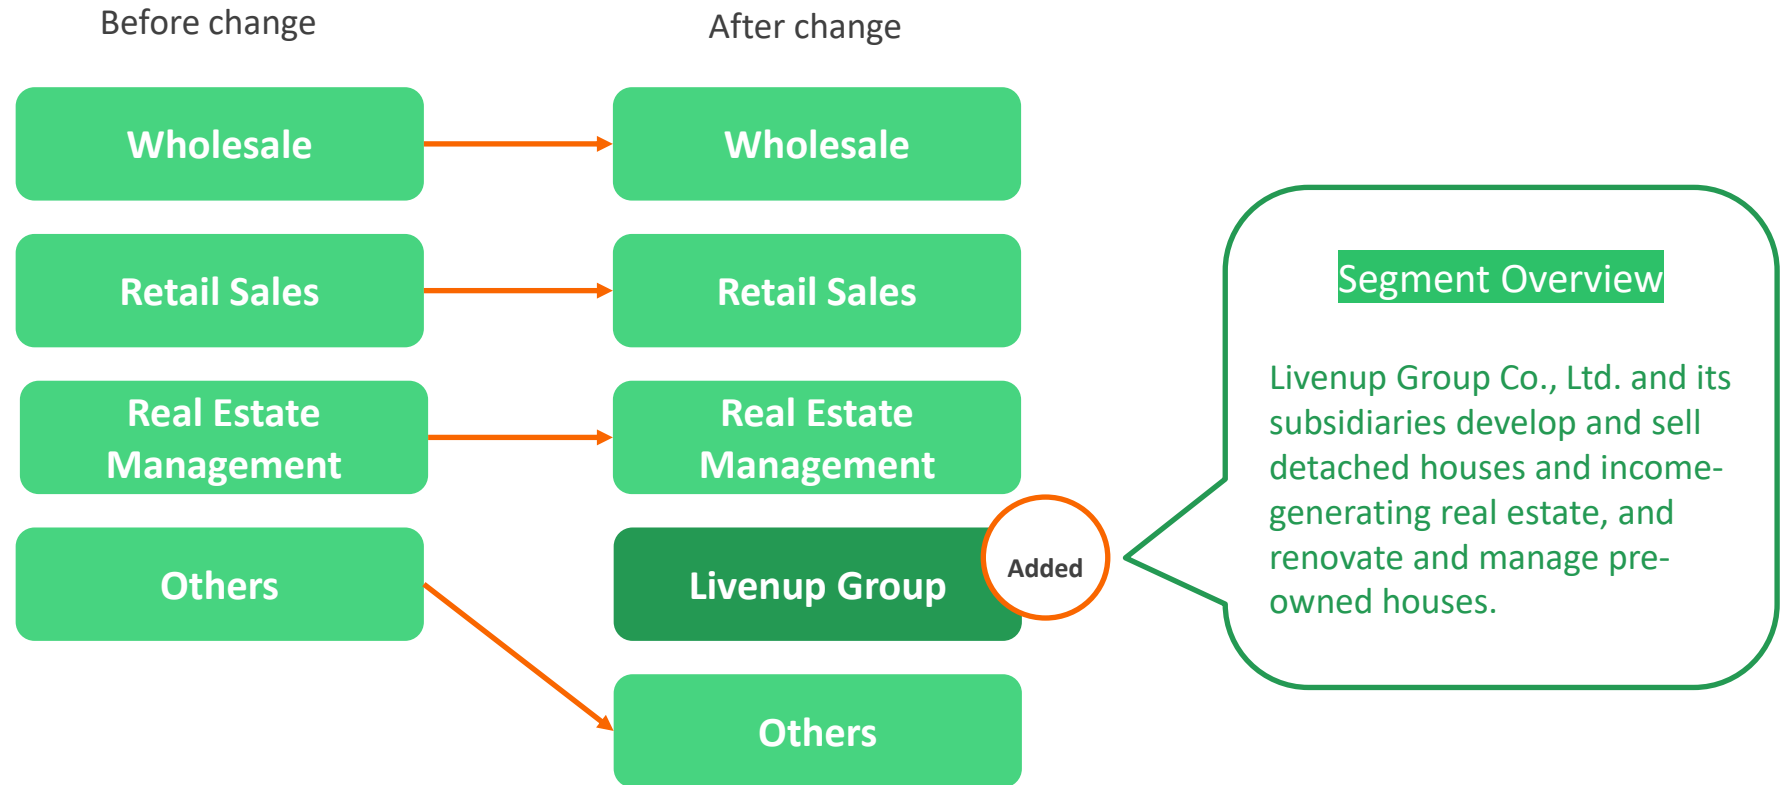 Before change
After change
Wholesale
Wholesale
Retail Sales
Retail Sales
Real Estate
Management
Real Estate
Management
Others
Livenup Group
Added
Others
Segment Overview
Livenup Group Co., Ltd. and its
subsidiaries develop and sell
detached houses and income-
generating real estate, and
renovate and manage pre-
owned houses.